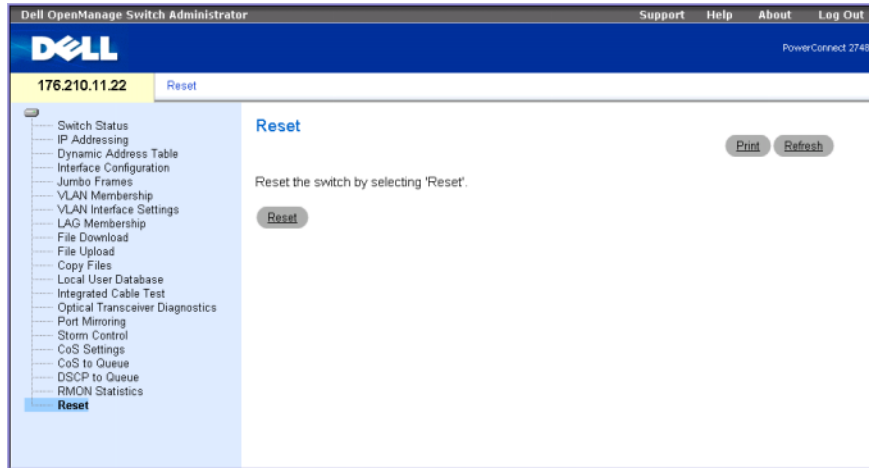 Dell OpenManage Switch Administrator
Support Help About Log Out
DELL
PowerConnect 2748
176.210.11.22
Reset
Switch Status
IP Addressing
Dynamic Address Table
Interface Configuration
Jumbo Frames
VLAN Membership
VLAN Interface Settings
LAG Membership
File Download
File Upload
Copy Files
Local User Database
Integrated Cable Test
Optical Transceiver Diagnostics
Port Mirroring
Storm Control
CoS Settings
CoS to Queue
DSCP to Queue
RMON Statistics
Reset
Reset
Print Refresh
Reset the switch by selecting 'Reset'.
Reset